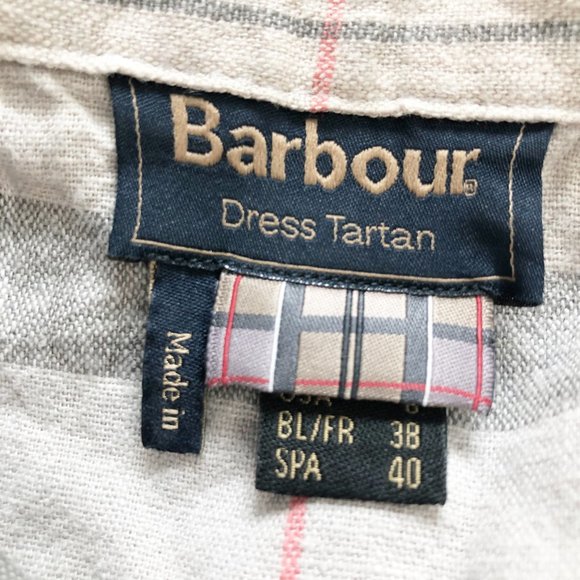 Barbour
Dress Tartan
Made in
BL/FR 38
SPA 40